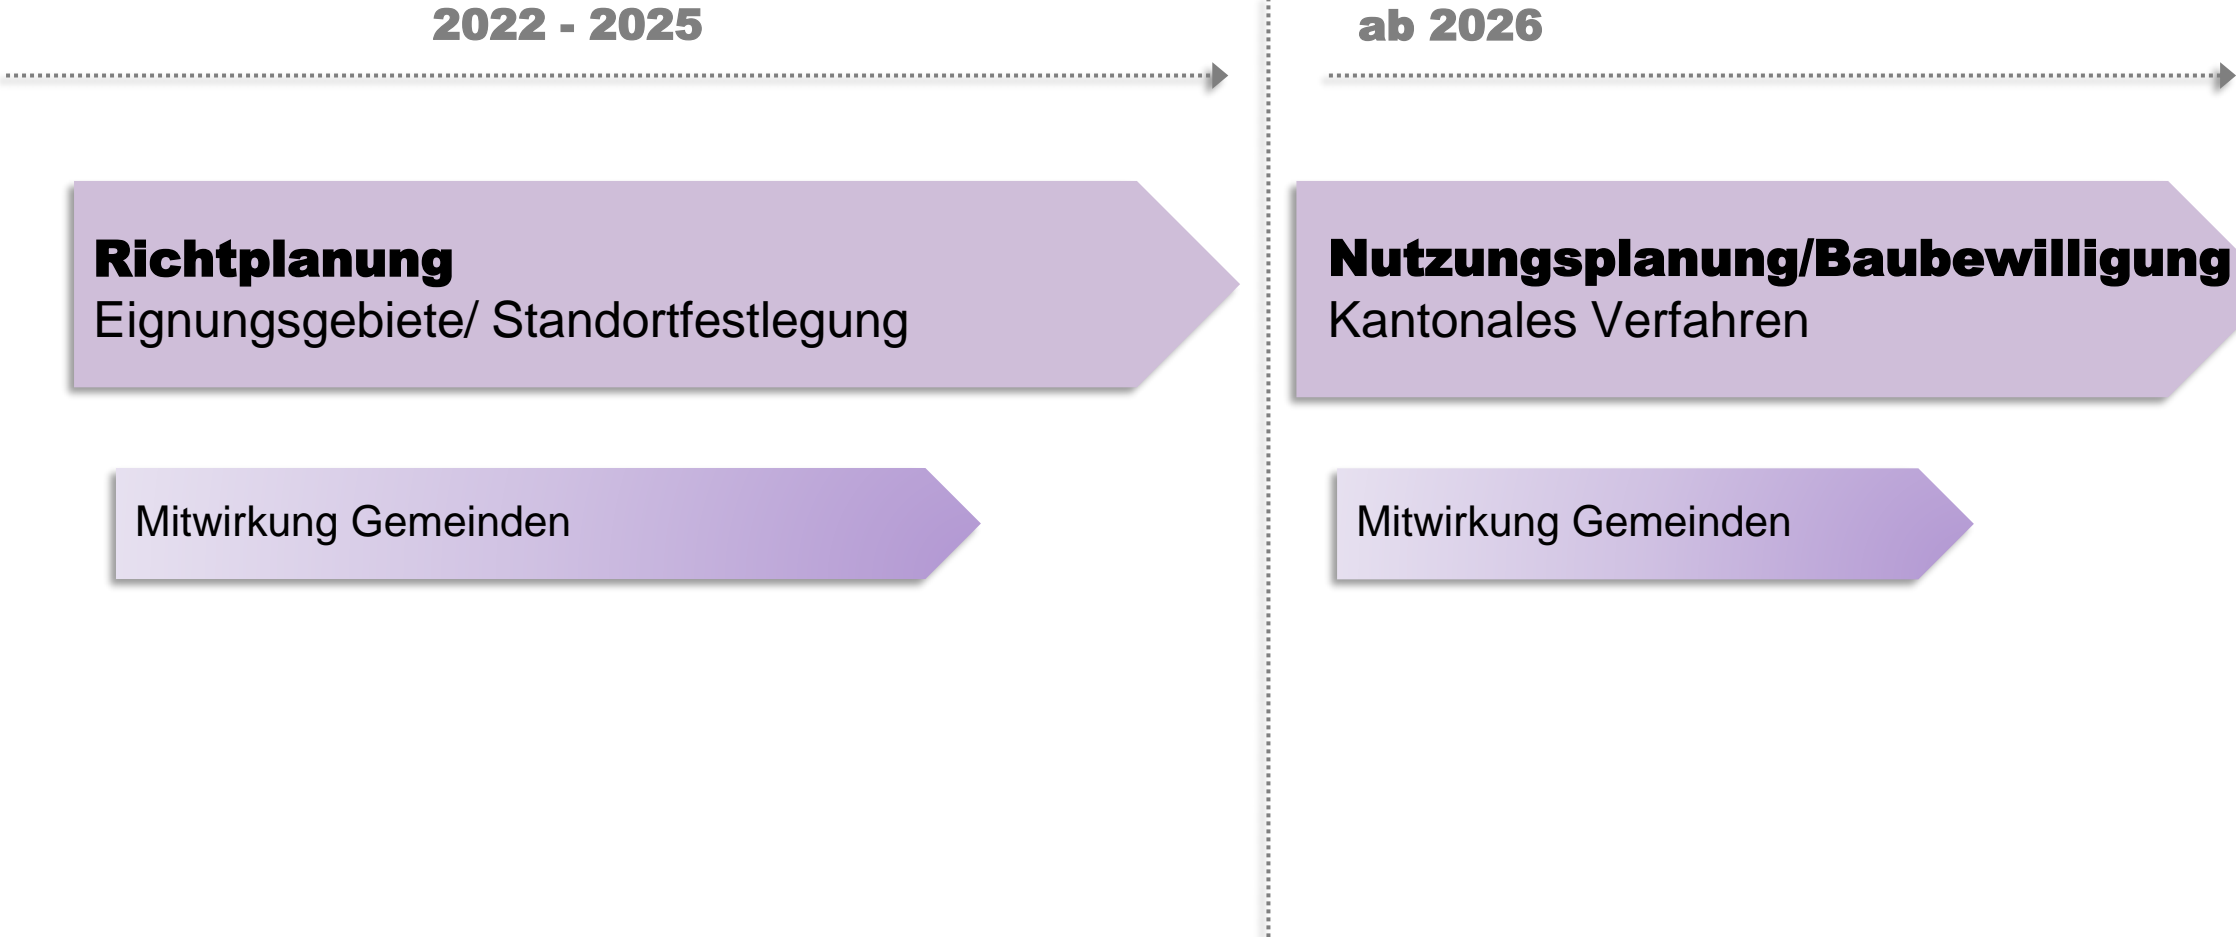 2022 - 2025
ab 2026
Richtplanung
Eignungsgebiete/ Standortfestlegung
Nutzungsplanung/Baubewilligung
Kantonales Verfahren
Mitwirkung Gemeinden
Mitwirkung Gemeinden